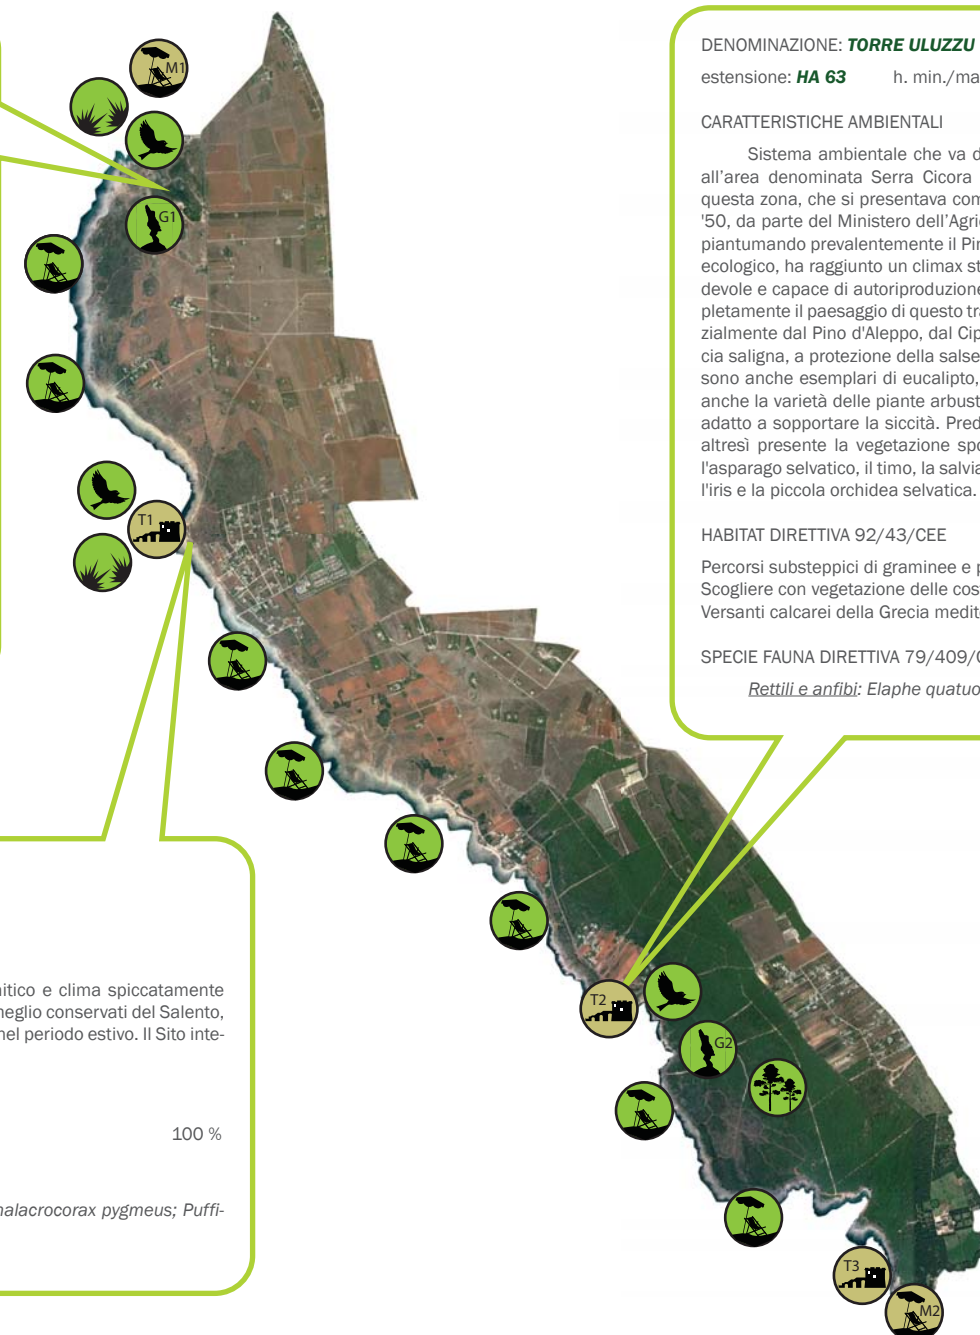 M1
G1
T1
T2
G2
T3
M2
DENOMINAZIONE: TORRE ULUZZU
estensione: HA 63 h. min./ma
CARATTERISTICHE AMBIENTALI
Sistema ambientale che va d
all'area denominata Serra Cicora
questa zona, che si presentava com
'50, da parte del Ministero dell'Agri
piantumando prevalentemente il Pin
ecologico, ha raggiunto un climax st
devole e capace di autoriproduzione
pletamente il paesaggio di questo tra
zialmente dal Pino d'Aleppo, dal Cip
cia saligna, a protezione della salse
sono anche esemplari di eucalipto,
anche la varietà delle piante arbust
adatto a sopportare la siccità. Pred
altresì presente la vegetazione spo
l'asparago selvatico, il timo, la salvia
l'iris e la piccola orchidea selvatica.
HABITAT DIRETTIVA 92/43/CEE
Percorsi substeppici di graminee e p
Scogliere con vegetazione delle cos
Versanti calcarei della Grecia medit
SPECIE FAUNA DIRETTIVA 79/409/C
Rettili e anfibi: Elaphe quatuo
nitico e clima spiccatamente
meglio conservati del Salento,
nel periodo estivo. Il Sito inte-
100 %
halacrocorax pygmeus; Puffi-